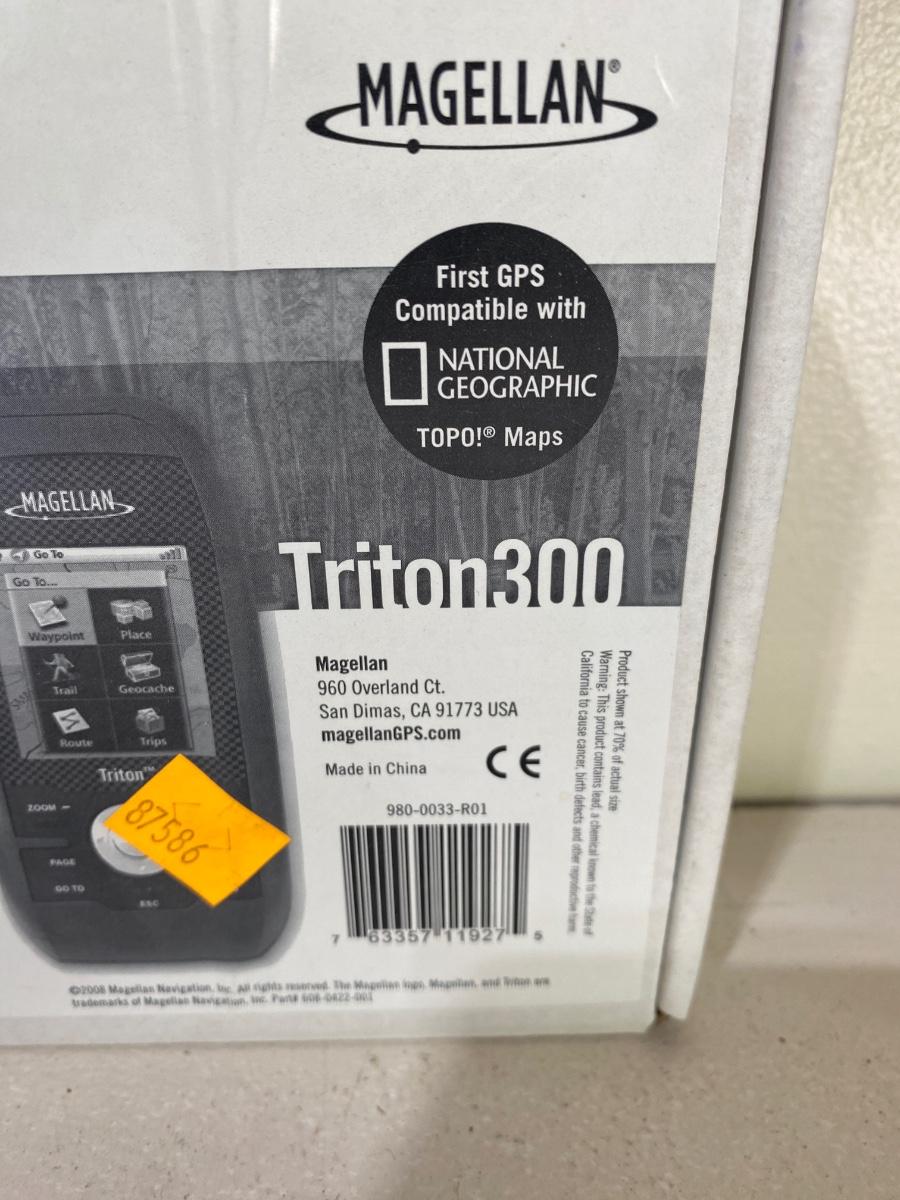 MAGELLAN®
First GPS
Compatible with
NATIONAL
GEOGRAPHIC
TOPO!® Maps
MAGELLAN
Go To
Go To...
Waypoint
Place
Trail
Geocache
Route
Trips
Triton™
ZOOM –
PAGE
GO TO
ESC
87586
Triton300
Magellan
960 Overland Ct.
San Dimas, CA 91773 USA
magellanGPS.com
Made in China
CE
980-0033-R01
7 63357 11927 5
Product shown at 70% of actual size
Warning: This product contains lead, a chemical known to the State of
California to cause cancer, birth defects and other reproductive harm.
©2008 Magellan Navigation, Inc. All rights reserved. The Magellan logo, Magellan, and Triton are
trademarks of Magellan Navigation, Inc. Part# 606-0422-001